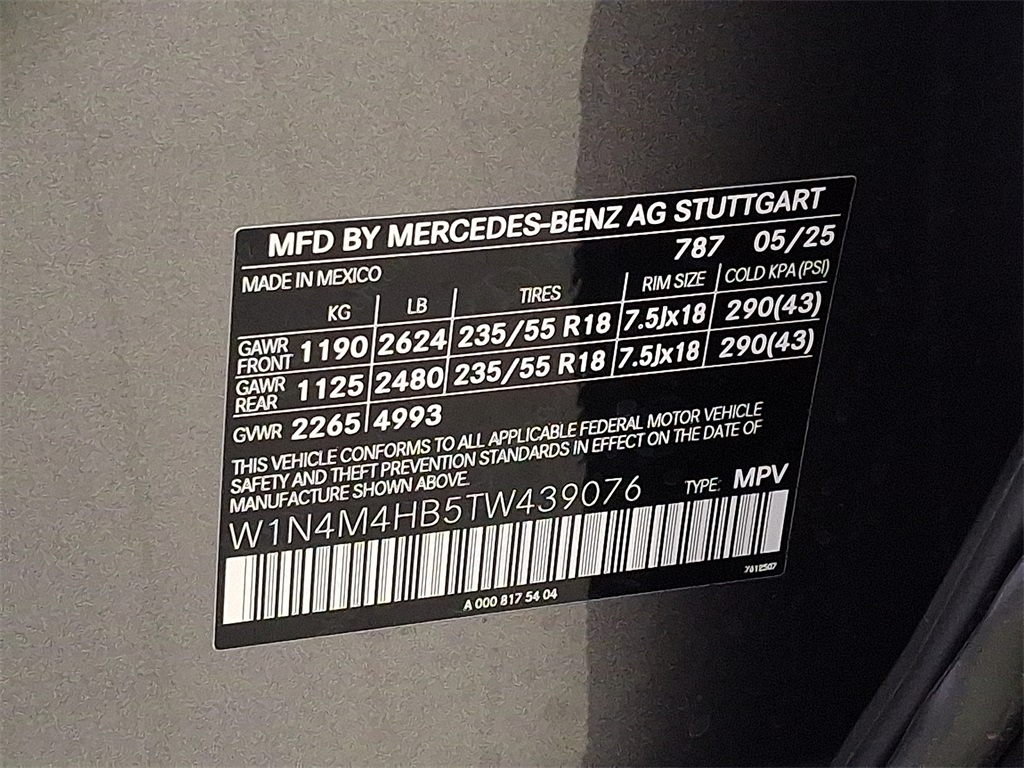 MFD BY MERCEDES-BENZ AG STUTTGART
787 05/25
MADE IN MEXICO
KG LB TIRES RIM SIZE COLD KPA (PSI)
GAWR FRONT 1190 2624 235/55 R18 7.5Jx18 290(43)
GAWR REAR 1125 2480 235/55 R18 7.5Jx18 290(43)
GVWR 2265 4993
THIS VEHICLE CONFORMS TO ALL APPLICABLE FEDERAL MOTOR VEHICLE
SAFETY AND THEFT PREVENTION STANDARDS IN EFFECT ON THE DATE OF
MANUFACTURE SHOWN ABOVE.
W1N4M4HB5TW439076 TYPE: MPV
7612507
A 000 817 54 04